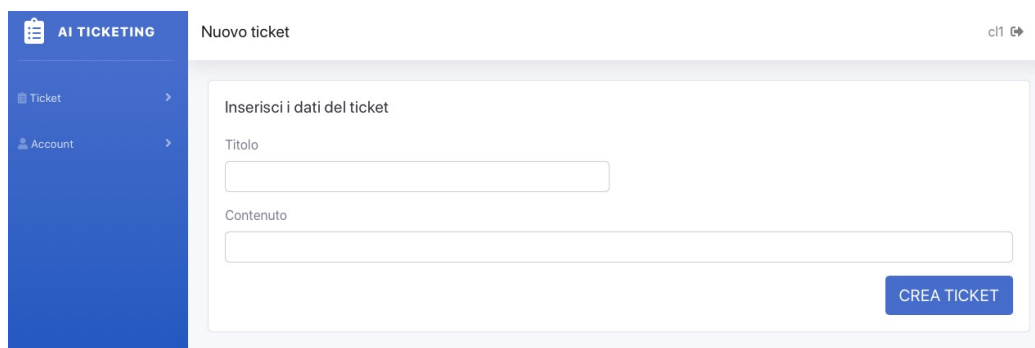 AI TICKETING
Nuovo ticket
cl1
Ticket
Account
Inserisci i dati del ticket
Titolo
Contenuto
CREA TICKET